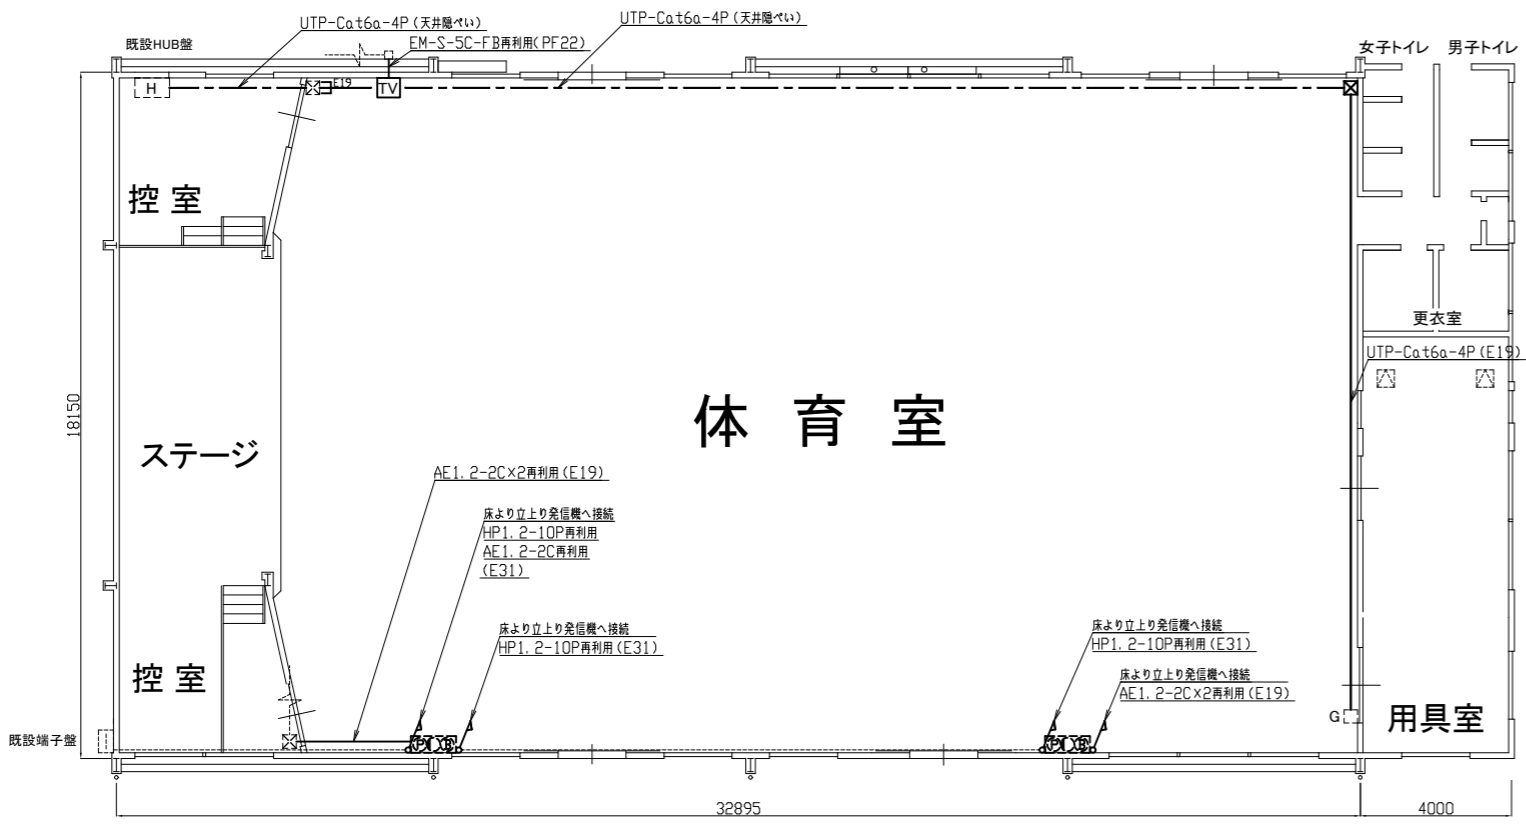 UTP-Cat6a-4P(天井隠ぺい)
UTP-Cat6a-4P(天井隠ぺい)
既設HUB盤
EM-S-5C-FB再利用(PF22)
女子トイレ 男子トイレ
H
E19
TV
控 室
更衣室
UTP-Cat6a-4P(E19)
18150
体 育 室
ステージ
AE1.2-2C×2再利用(E19)
床より立上り発信機へ接続
HP1.2-10P再利用
AE1.2-2C再利用
(E31)
床より立上り発信機へ接続
HP1.2-10P再利用(E31)
床より立上り発信機へ接続
HP1.2-10P再利用(E31)
床より立上り発信機へ接続
AE1.2-2C×2再利用(E19)
控 室
G
用具室
既設端子盤
32895
4000